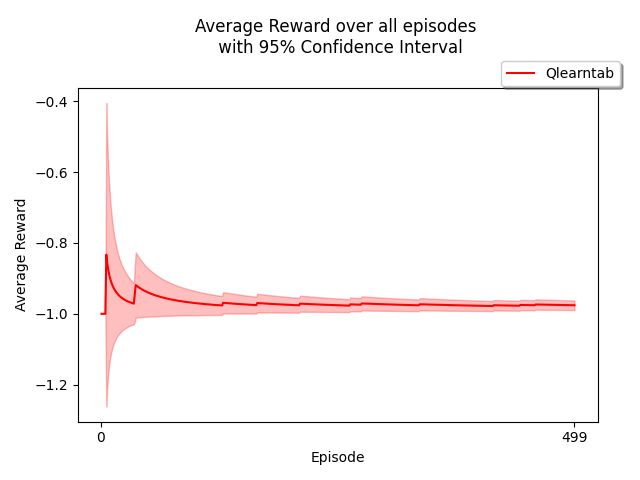 Average Reward over all episodes
with 95% Confidence Interval
Qlearntab
−0.4
−0.6
−0.8
−1.0
−1.2
Average Reward
0
499
Episode